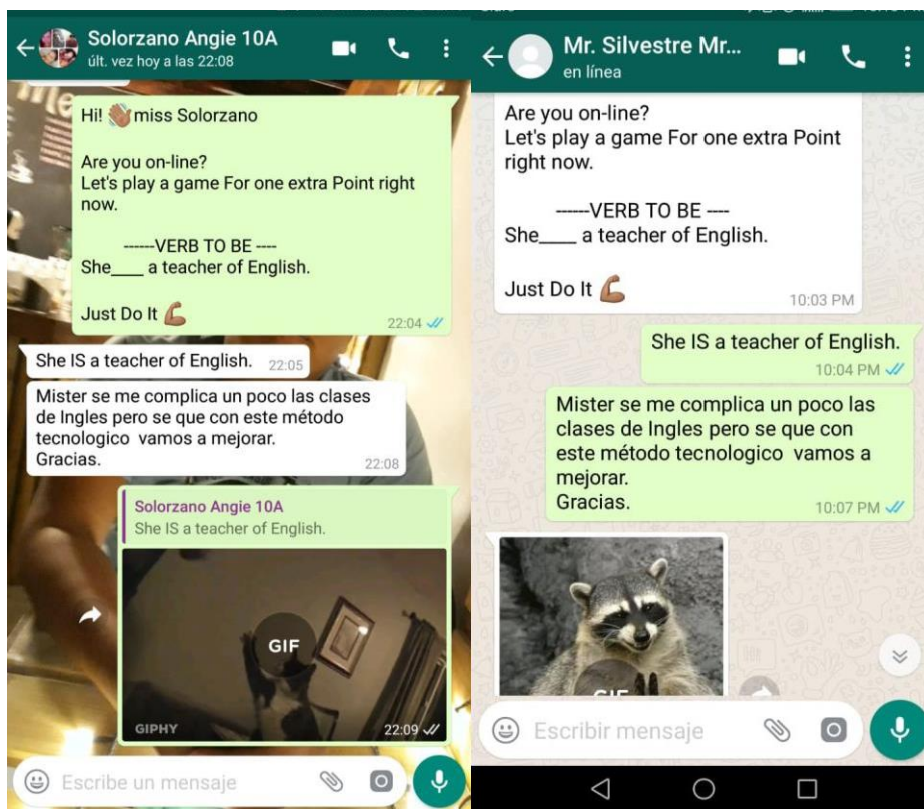 Solorzano Angie 10A
últ. vez hoy a las 22:08
Hi! 👋🏽 miss Solorzano
Are you on-line?
Let's play a game For one extra Point right
now.
------VERB TO BE ----
She____ a teacher of English.
Just Do It 💪🏽
22:04
She IS a teacher of English. 22:05
Mister se me complica un poco las clases
de Ingles pero se que con este método
tecnologico vamos a mejorar.
Gracias.
22:08
Solorzano Angie 10A
She IS a teacher of English.
GIF
GIPHY
22:09
Escribe un mensaje
Mr. Silvestre Mr...
en línea
Are you on-line?
Let's play a game For one extra Point
right now.
------VERB TO BE ----
She____ a teacher of English.
Just Do It 💪🏽
10:03 PM
She IS a teacher of English.
10:04 PM
Mister se me complica un poco las
clases de Ingles pero se que con
este método tecnologico vamos a
mejorar.
Gracias.
10:07 PM
GIF
Escribir mensaje